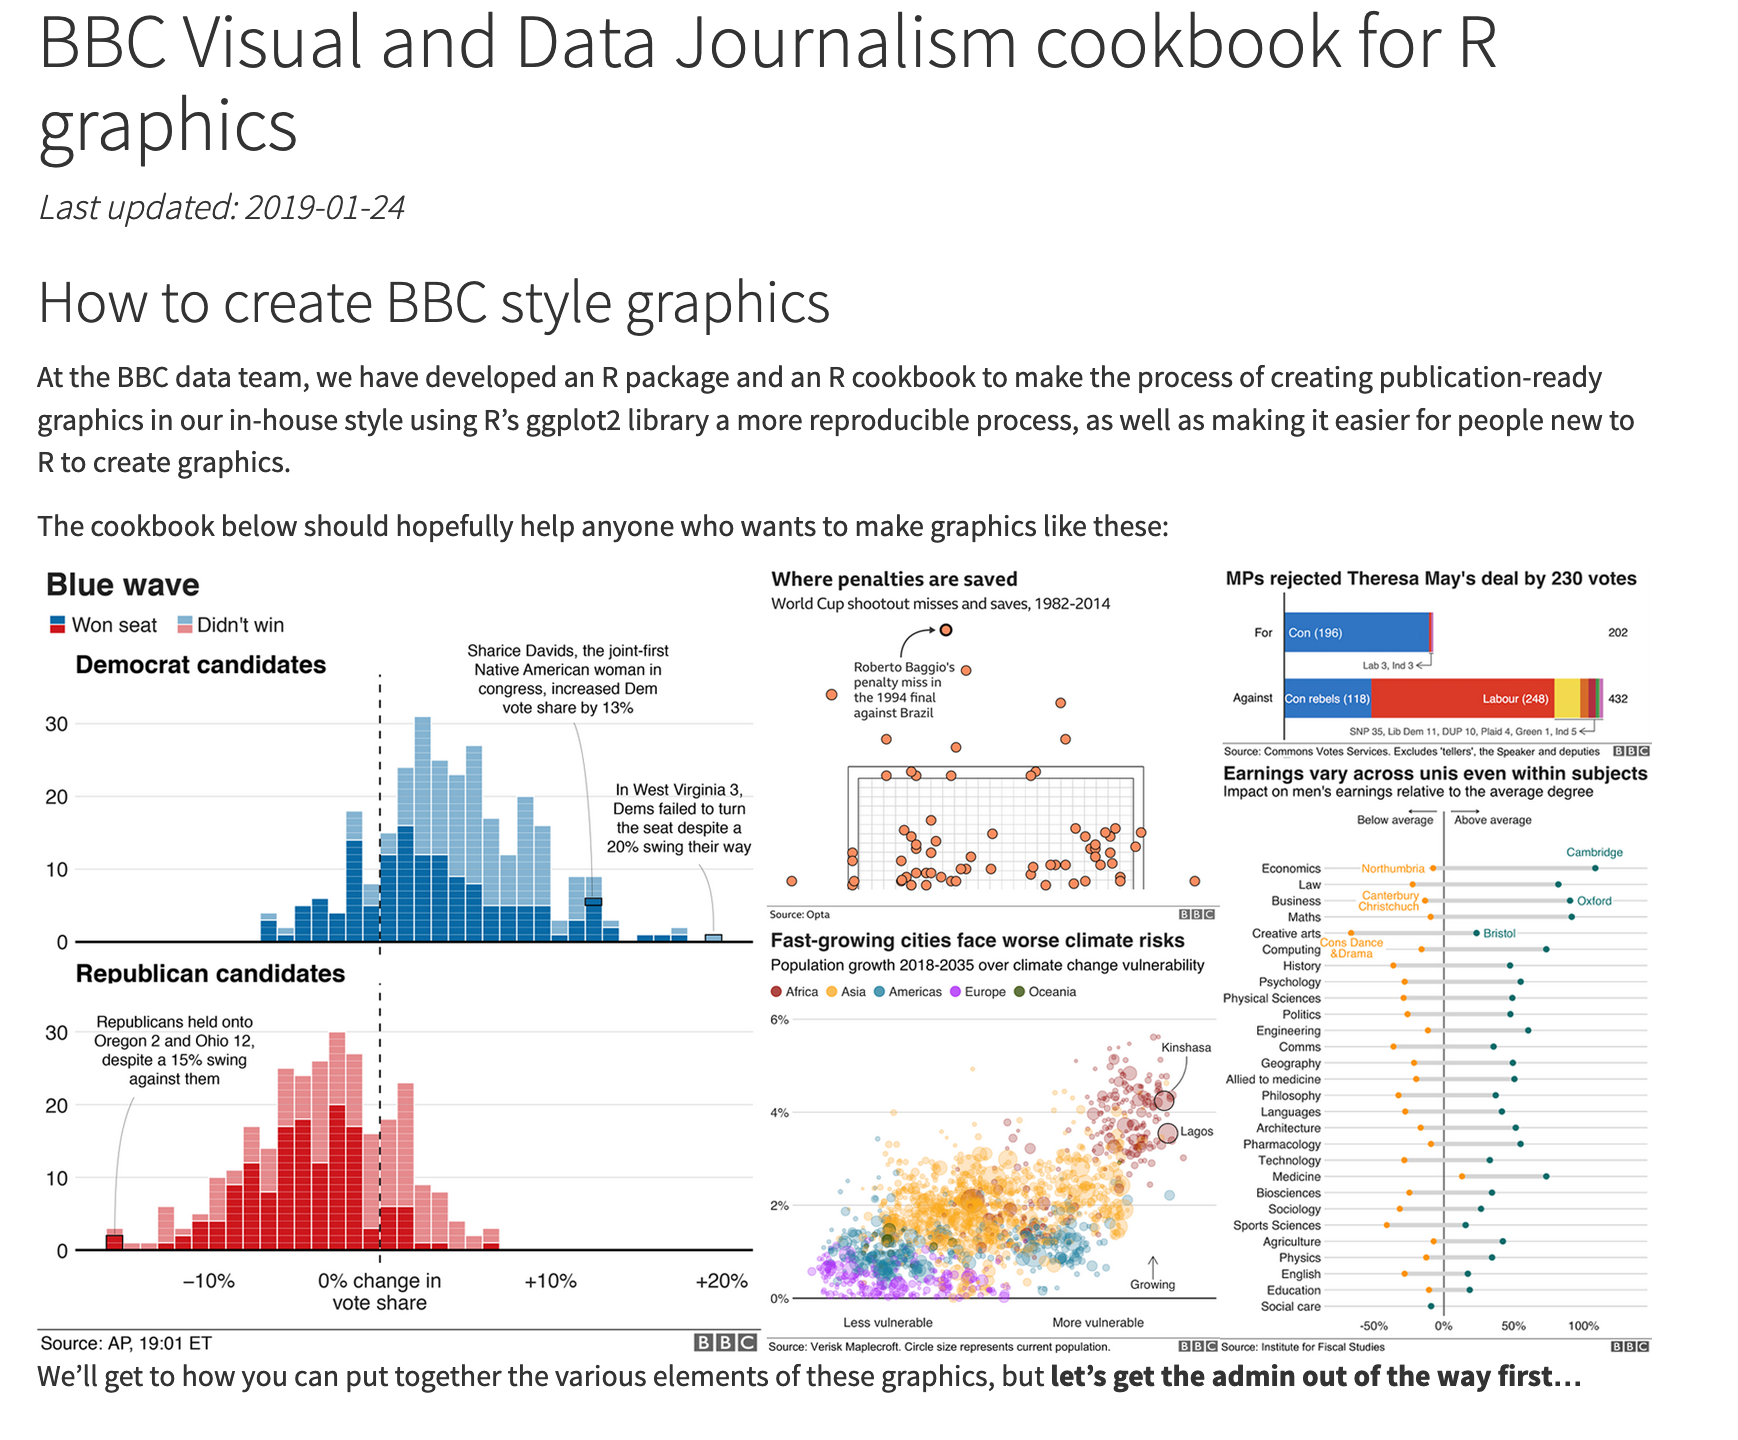 BBC Visual and Data Journalism cookbook for R
graphics
Last updated: 2019-01-24
How to create BBC style graphics
At the BBC data team, we have developed an R package and an R cookbook to make the process of creating publication-ready
graphics in our in-house style using R's ggplot2 library a more reproducible process, as well as making it easier for people new to
R to create graphics.
The cookbook below should hopefully help anyone who wants to make graphics like these:
Blue wave
Won seat Didn't win
Democrat candidates
Sharice Davids, the joint-first
Native American woman in
congress, increased Dem
vote share by 13%
In West Virginia 3,
Dems failed to turn
the seat despite a
20% swing their way
30
20
10
0
Republican candidates
Republicans held onto
Oregon 2 and Ohio 12,
despite a 15% swing
against them
30
20
10
0
−10% 0% change in +10% +20%
vote share
Source: AP, 19:01 ET BBC
Where penalties are saved
World Cup shootout misses and saves, 1982-2014
Roberto Baggio's
penalty miss in
the 1994 final
against Brazil
Source: Opta BBC
Fast-growing cities face worse climate risks
Population growth 2018-2035 over climate change vulnerability
Africa Asia Americas Europe Oceania
6%
Kinshasa
4%
Lagos
2%
Growing
0%
Less vulnerable More vulnerable
Source: Verisk Maplecroft. Circle size represents current population. BBC
MPs rejected Theresa May's deal by 230 votes
For Con (196) 202
Lab 3, Ind 3
Against Con rebels (118) Labour (248) 432
SNP 35, Lib Dem 11, DUP 10, Plaid 4, Green 1, Ind 5
Source: Commons Votes Services. Excludes 'tellers', the Speaker and deputies BBC
Earnings vary across unis even within subjects
Impact on men's earnings relative to the average degree
Below average Above average
Cambridge
Economics Northumbria
Law
Business Canterbury Christchuch Oxford
Maths
Creative arts Bristol
Cons Dance
&Drama
Computing
History
Psychology
Physical Sciences
Politics
Engineering
Comms
Geography
Allied to medicine
Philosophy
Languages
Architecture
Pharmacology
Technology
Medicine
Biosciences
Sociology
Sports Sciences
Agriculture
Physics
English
Education
Social care
-50% 0% 50% 100%
Source: Institute for Fiscal Studies BBC
We'll get to how you can put together the various elements of these graphics, but let's get the admin out of the way first...